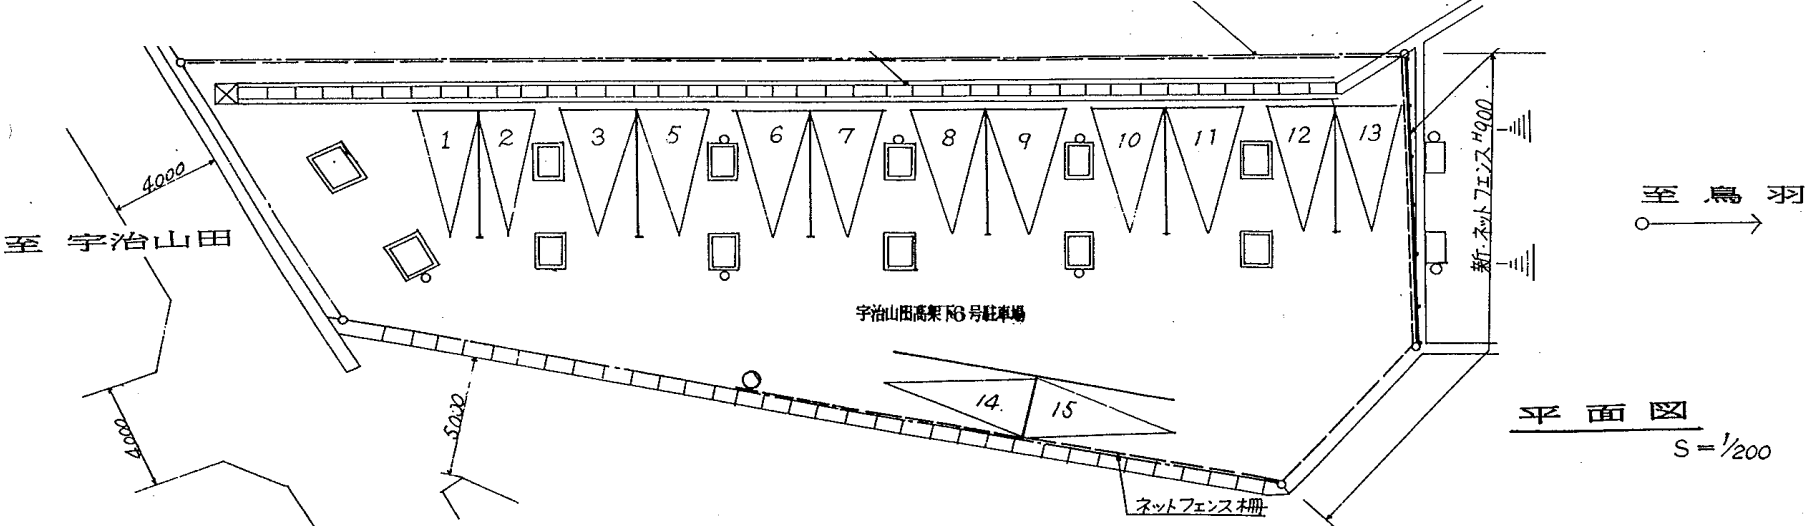 1 2 3 5 6 7 8 9 10 11 12 13
4000
至 宇治山田
新 ネットフェンス H900
至 鳥羽
宇治山田高架下6号駐車場
14. 15
5000
4000
平面図
S=1/200
ネットフェンス柵